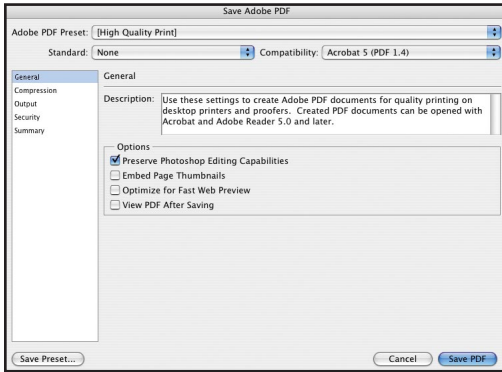 Save Adobe PDF
Adobe PDF Preset: [High Quality Print]
Standard: None Compatibility: Acrobat 5 (PDF 1.4)
General
Compression
Output
Security
Summary
General
Description: Use these settings to create Adobe PDF documents for quality printing on
desktop printers and proofers. Created PDF documents can be opened with
Acrobat and Adobe Reader 5.0 and later.
Options
Preserve Photoshop Editing Capabilities
Embed Page Thumbnails
Optimize for Fast Web Preview
View PDF After Saving
Save Preset... Cancel Save PDF